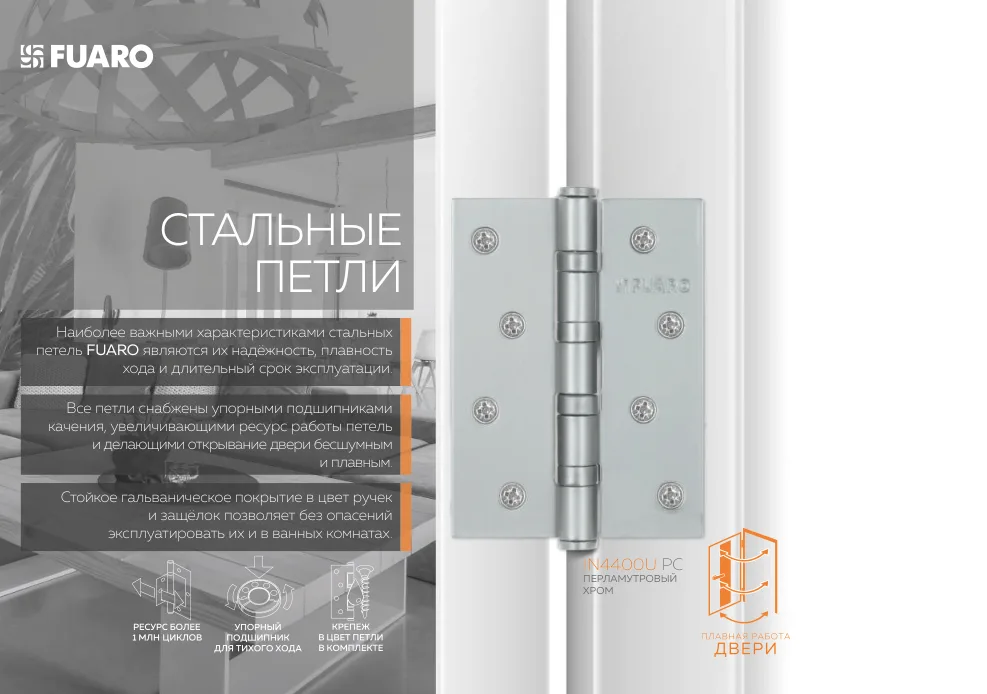 FUARO
СТАЛЬНЫЕ
ПЕТЛИ
Наиболее важными характеристиками стальных
петель FUARO являются их надёжность, плавность
хода и длительный срок эксплуатации.
Все петли снабжены упорными подшипниками
качения, увеличивающими ресурс работы петель
и делающими открывание двери бесшумным
и плавным.
Стойкое гальваническое покрытие в цвет ручек
и защёлок позволяет без опасений
эксплуатировать их и в ванных комнатах.
РЕСУРС БОЛЕЕ
1 МЛН ЦИКЛОВ
УПОРНЫЙ
ПОДШИПНИК
ДЛЯ ТИХОГО ХОДА
КРЕПЕЖ
В ЦВЕТ ПЕТЛИ
В КОМПЛЕКТЕ
FUARO
IN4400U PC
ПЕРЛАМУТРОВЫЙ
ХРОМ
ПЛАВНАЯ РАБОТА
ДВЕРИ